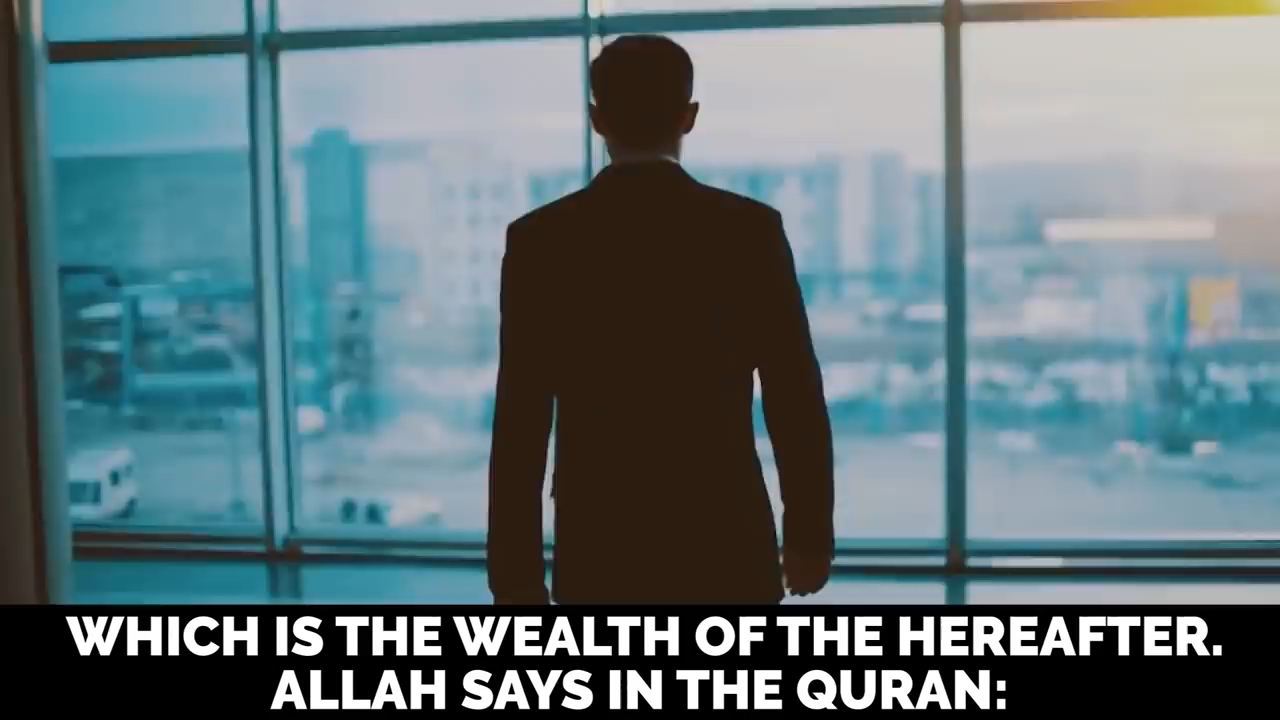 WHICH IS THE WEALTH OF THE HEREAFTER.
ALLAH SAYS IN THE QURAN: